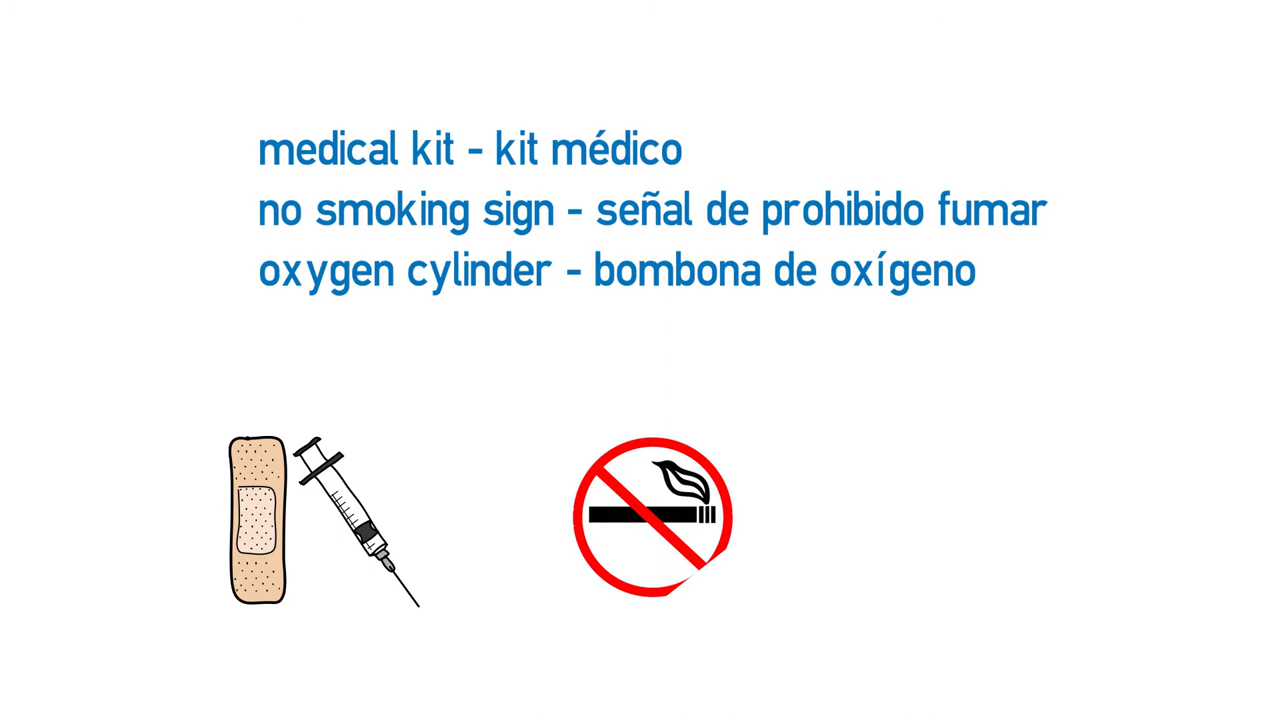 medical kit - kit médico
no smoking sign - señal de prohibido fumar
oxygen cylinder - bombona de oxígeno